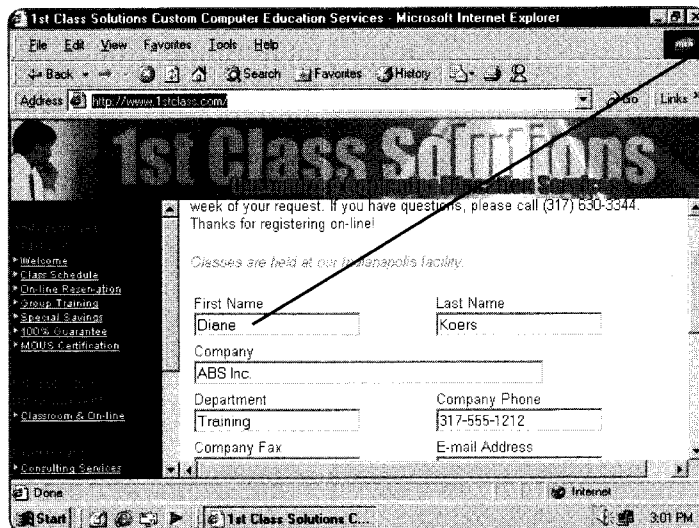 1st Class Solutions Custom Computer Education Services - Microsoft Internet Explorer
File Edit View Favorites Tools Help
Back Search Favorites History
Address http://www.1stclass.com/ Go Links »
1st Class Solutions
Customized Computer Education Services
week of your request. If you have questions, please call (317) 630-3344.
Thanks for registering on-line!
Classes are held at our Indianapolis facility.
Welcome
Class Schedule
On-line Reservation
Group Training
Special Savings
100% Guarantee
MOUS Certification
Classroom & On-line
Consulting Services
First Name Last Name
Diane Koers
Company
ABS Inc.
Department Company Phone
Training 317-555-1212
Company Fax E-mail Address
Done Internet
Start 1st Class Solutions C... 3:01 PM